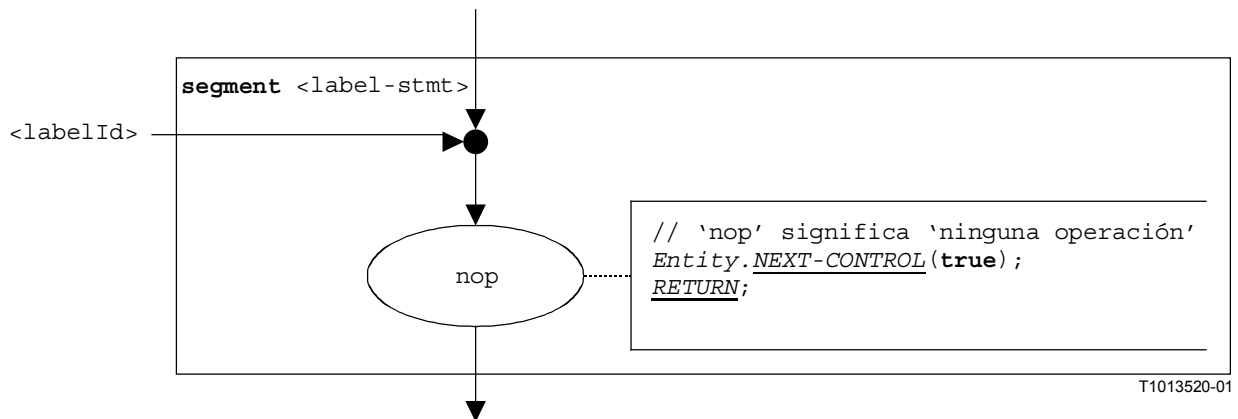 segment <label-stmt>
<labelId>
// ‘nop’ significa ‘ninguna operación’
Entity.NEXT-CONTROL(true);
nop
RETURN;
T1013520-01